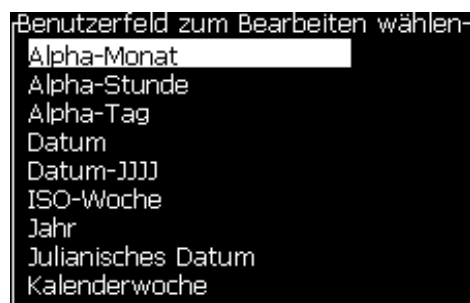 Benutzerfeld zum Bearbeiten wählen
Alpha-Monat
Alpha-Stunde
Alpha-Tag
Datum
Datum-JJJJ
ISO-Woche
Jahr
Julianisches Datum
Kalenderwoche